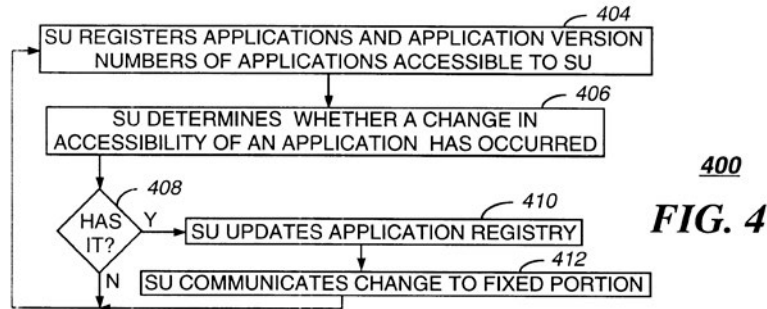 404
SU REGISTERS APPLICATIONS AND APPLICATION VERSION
NUMBERS OF APPLICATIONS ACCESSIBLE TO SU.
406
SU DETERMINES WHETHER A CHANGE IN
ACCESSIBILITY OF AN APPLICATION HAS OCCURRED
408
HAS
IT?
Y
N
410
SU UPDATES APPLICATION REGISTRY
412
SU COMMUNICATES CHANGE TO FIXED PORTION
400
FIG. 4